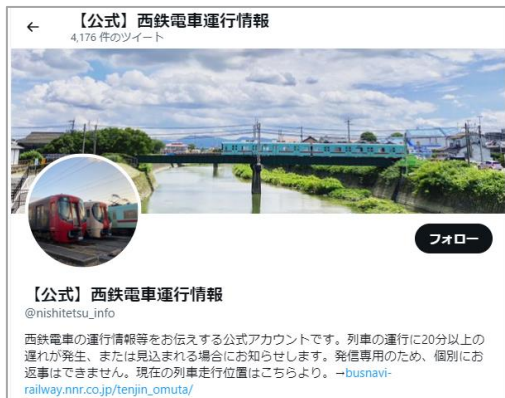 ← 【公式】西鉄電車運行情報
4,176 件のツイート
フォロー
【公式】西鉄電車運行情報
@nishitetsu_info
西鉄電車の運行情報等をお伝えする公式アカウントです。列車の運行に20分以上の
遅れが発生、または見込まれる場合にお知らせします。発信専用のため、個別にお
返事はできません。現在の列車走行位置はこちらより。→busnavi-
railway.nnr.co.jp/tenjin_omuta/